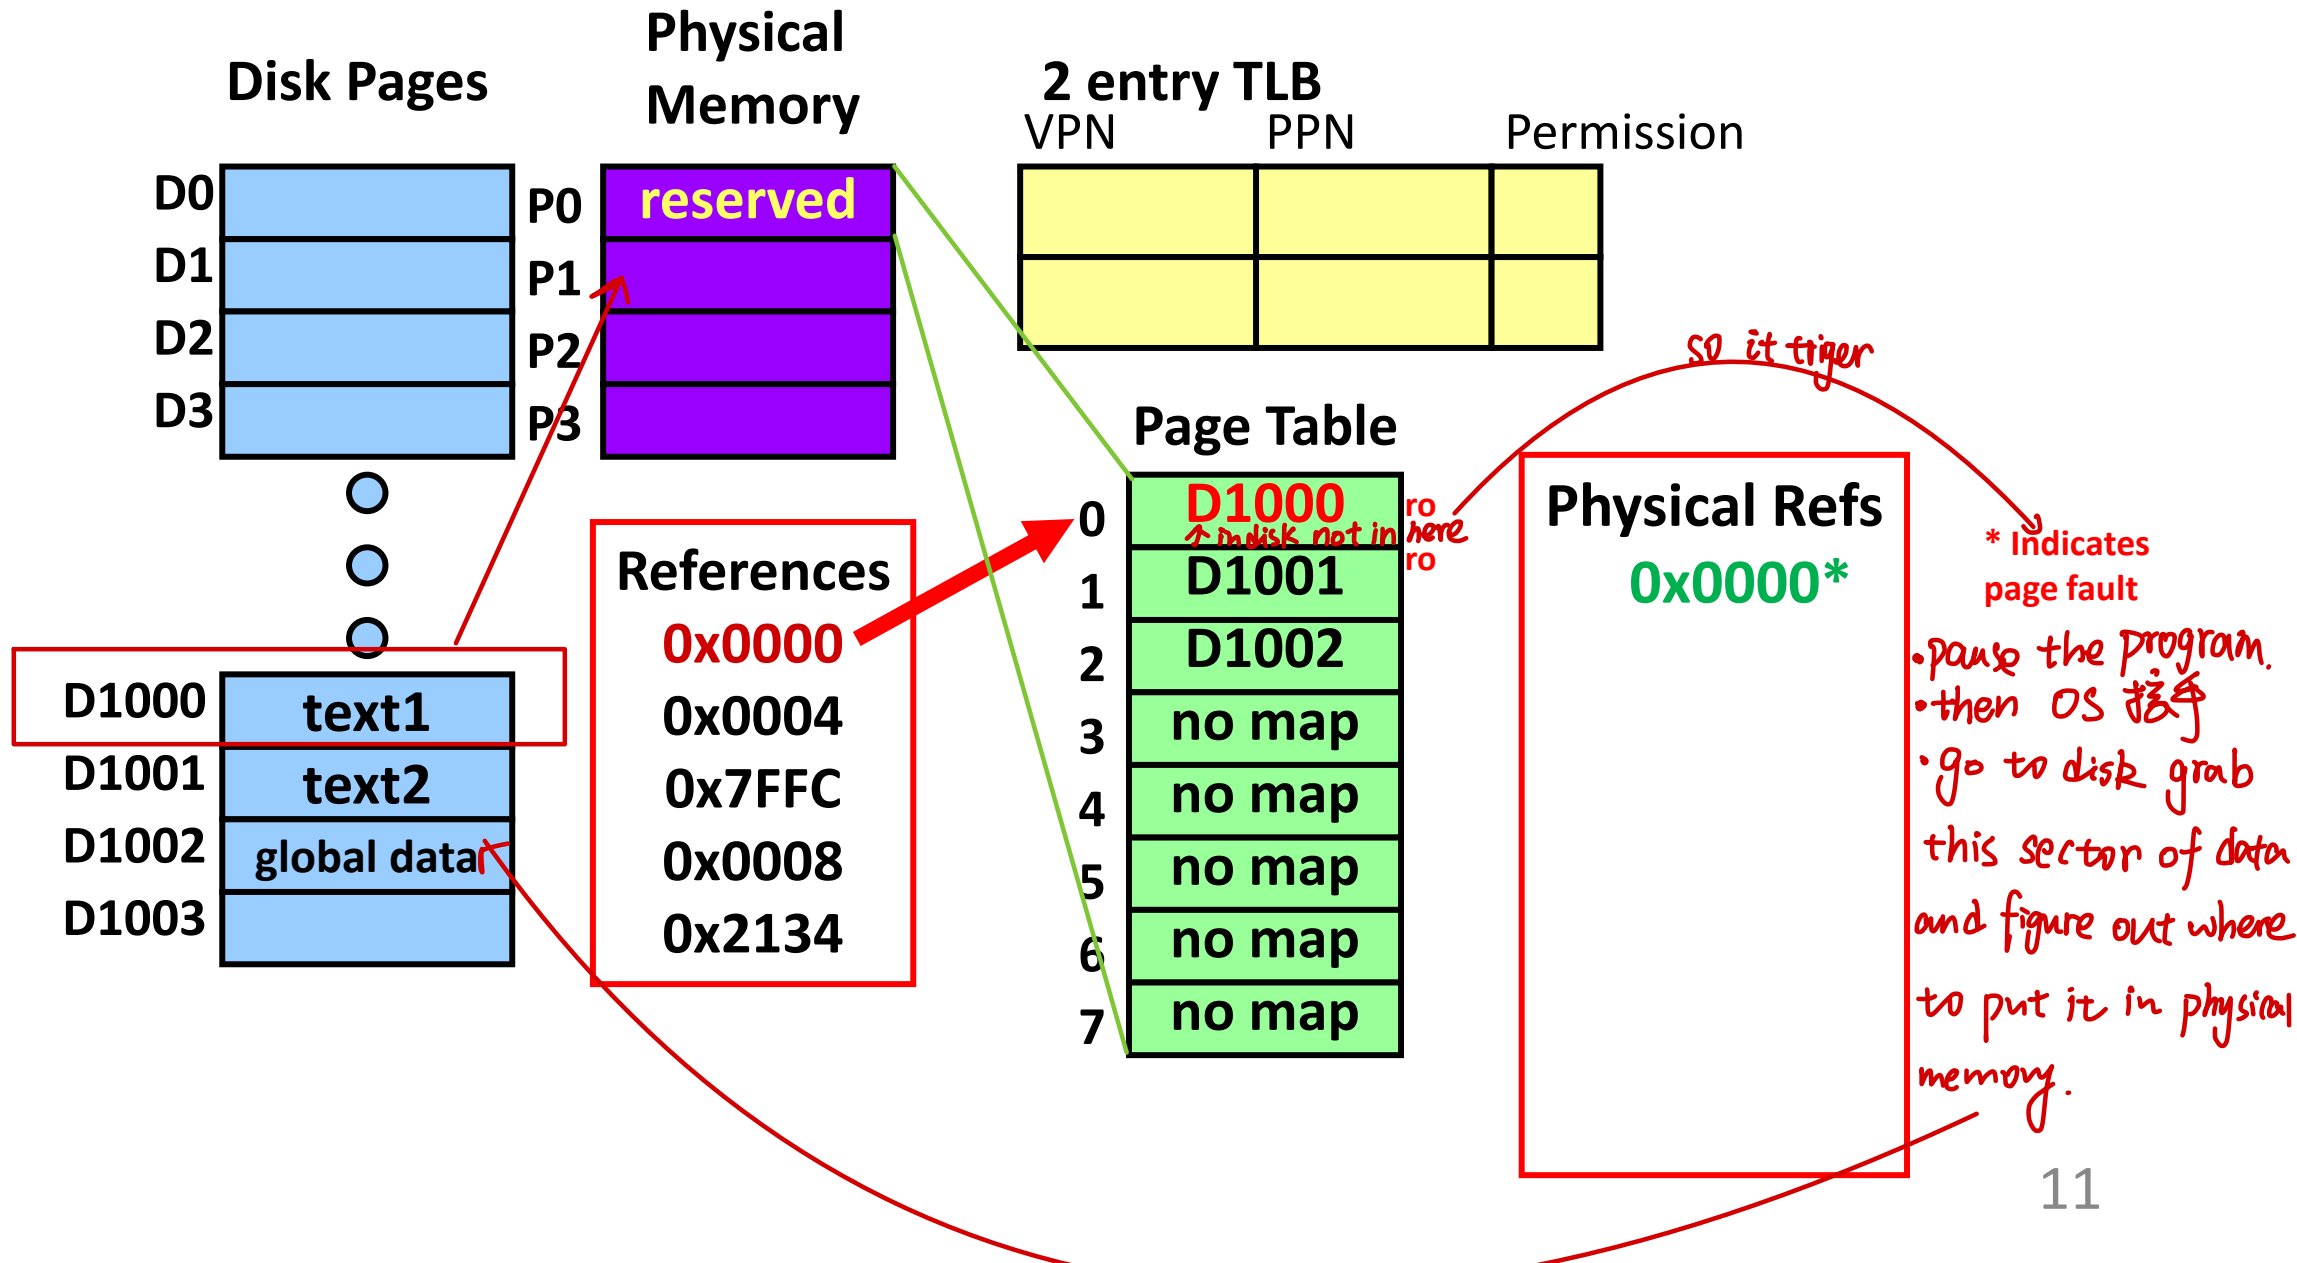 Disk Pages
D0
D1
D2
D3
D1000 text1
D1001 text2
D1002 global data
D1003
Physical
Memory
P0 reserved
P1
P2
P3
References
0x0000
0x0004
0x7FFC
0x0008
0x2134
2 entry TLB
VPN PPN Permission
Page Table
0 D1000 ro
↑ in disk not in here
1 D1001 ro
2 D1002
3 no map
4 no map
5 no map
6 no map
7 no map
so it triger
Physical Refs
0x0000*
* Indicates
page fault
• pause the program.
• then OS 接手
• go to disk grab
this sector of data
and figure out where
to put it in physical
memory.
11